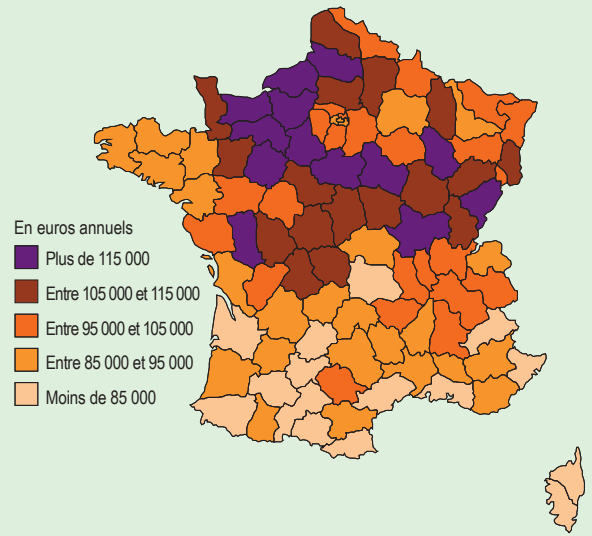 En euros annuels
Plus de 115 000
Entre 105 000 et 115 000
Entre 95 000 et 105 000
Entre 85 000 et 95 000
Moins de 85 000